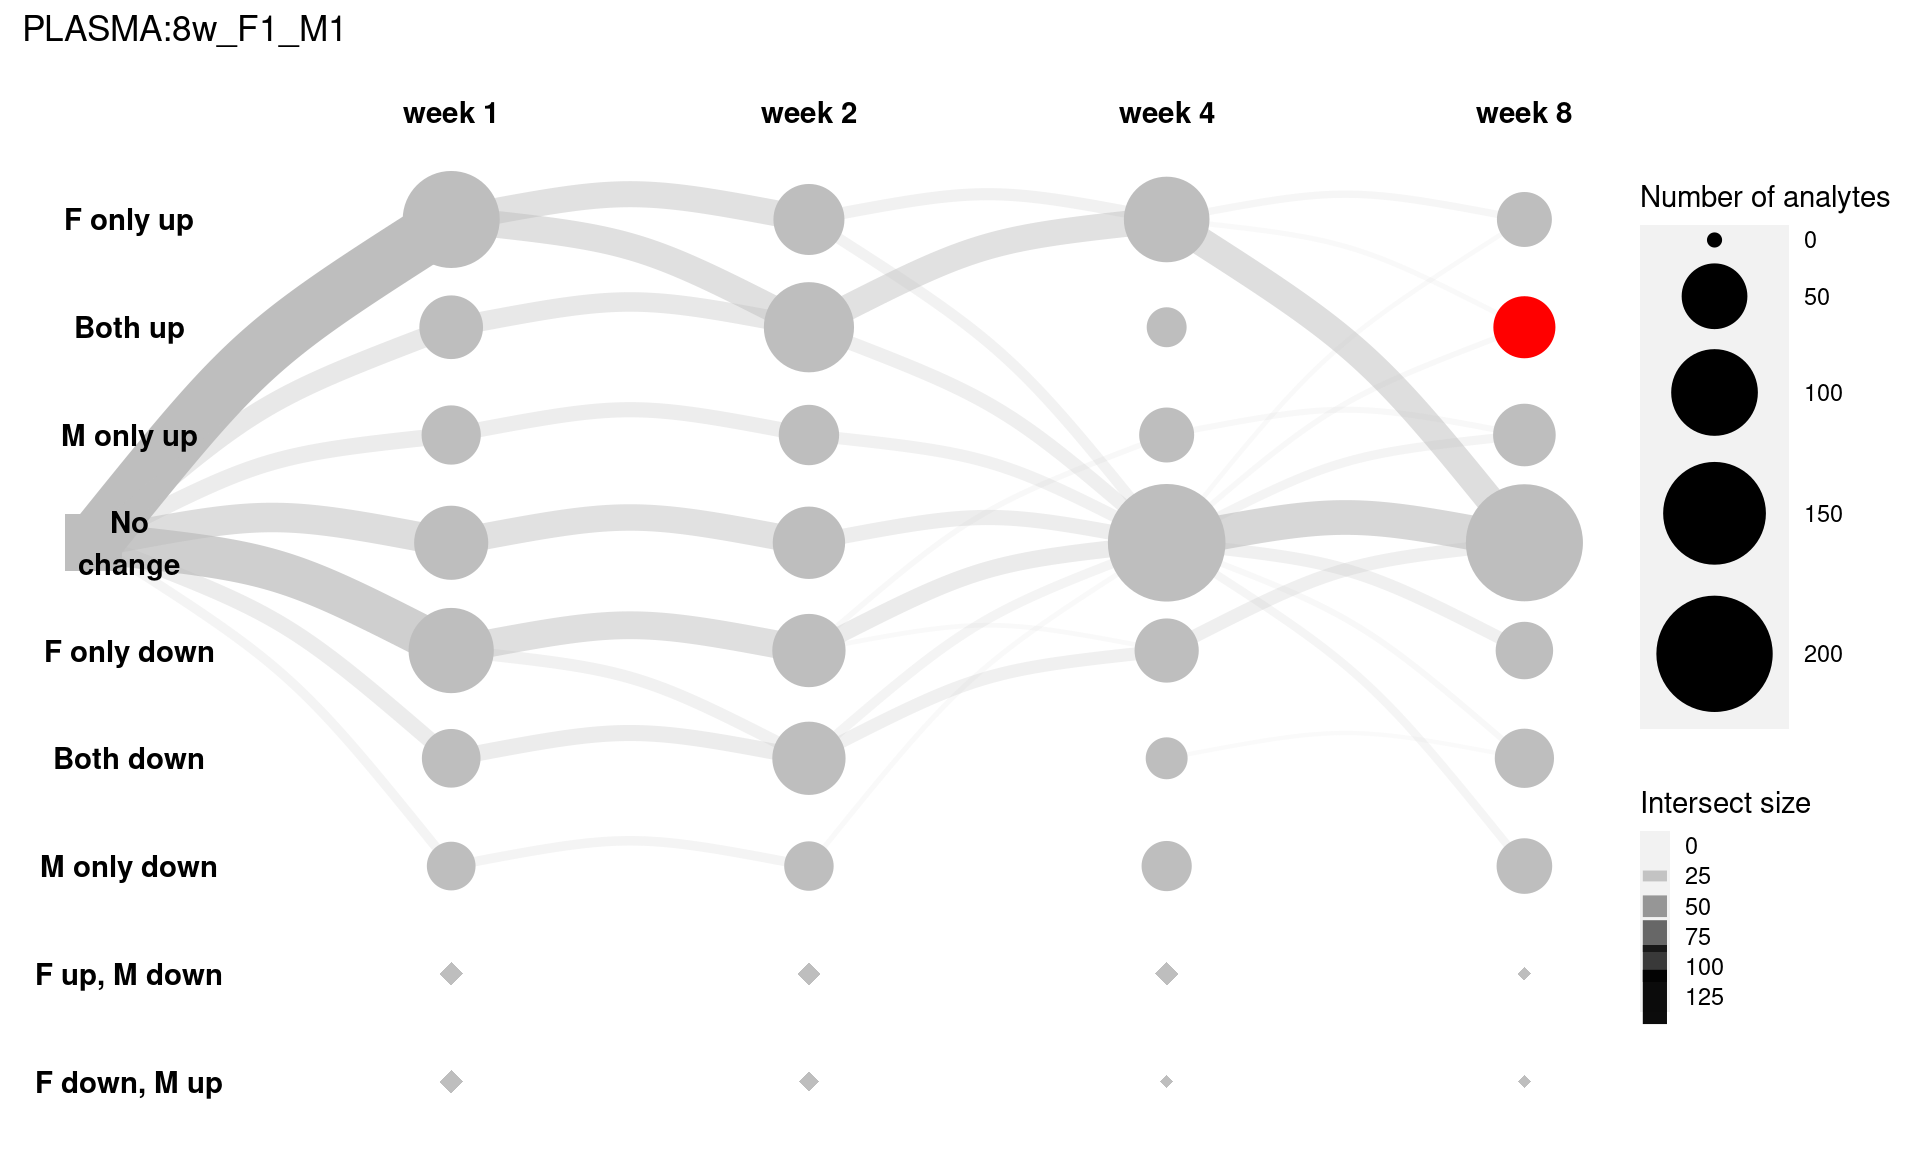 PLASMA:8w_F1_M1
week 1
week 2
week 4
week 8
F only up
Both up
M only up
No
change
F only down
Both down
M only down
F up, M down
F down, M up
Number of analytes
0
50
100
150
200
Intersect size
0
25
50
75
100
125